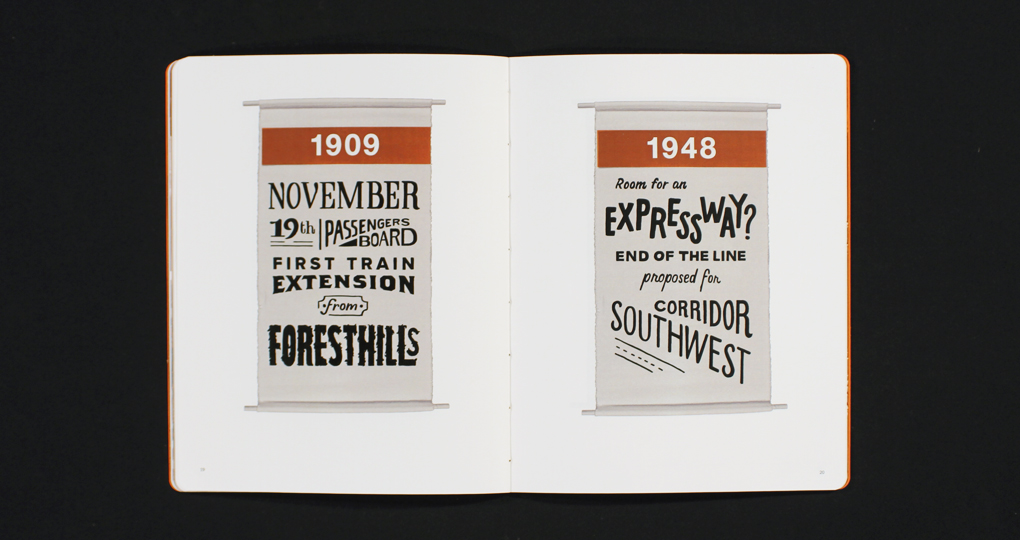 1909
NOVEMBER
19th | PASSENGERS
BOARD
FIRST TRAIN
EXTENSION
from
FORESTHILLS
1948
Room for an
EXPRESSWAY?
END OF THE LINE
proposed for
CORRIDOR
SOUTHWEST